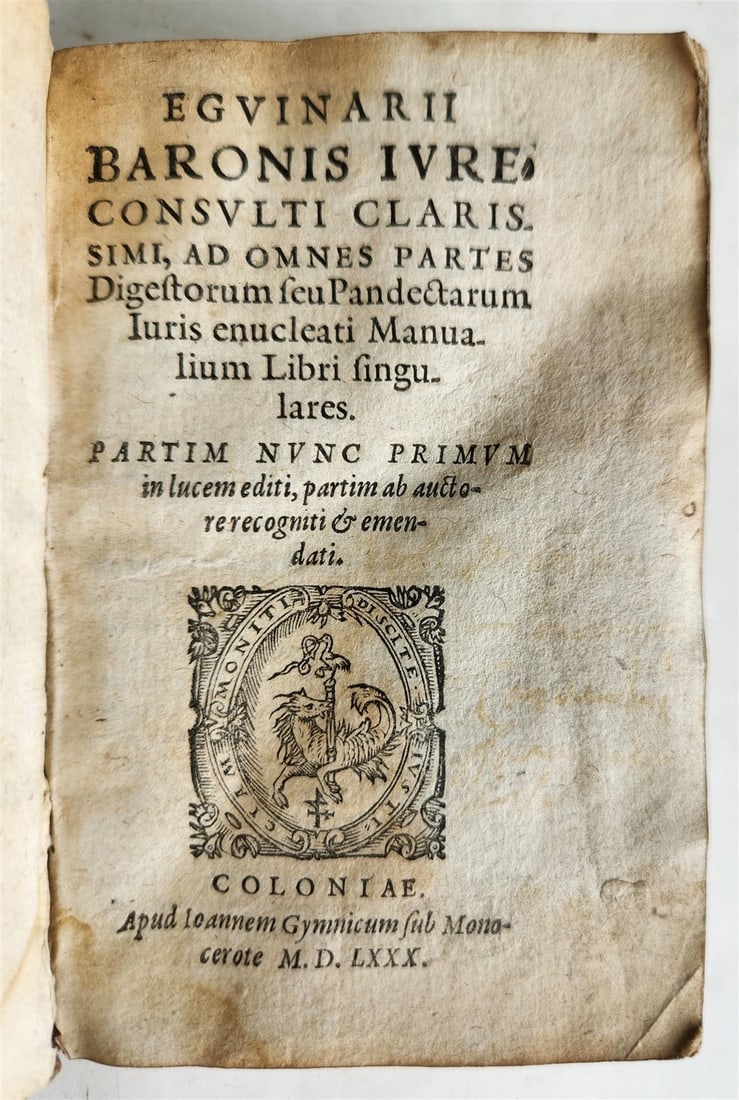 EGVINARII
BARONIS IVRE-
CONSVLTI CLARIS-
SIMI, AD OMNES PARTES
Digeſtorum ſeu Pandectarum
Iuris enucleati Manua-
lium Libri ſingu-
lares.
PARTIM NVNC PRIMVM
in lucem editi, partim ab aucto-
re recogniti & emen-
dati.
DISCITE · IVSTI-
CIAM MONITI
COLONIAE.
Apud Ioannem Gymnicum ſub Mono-
cerote M. D. LXXX.